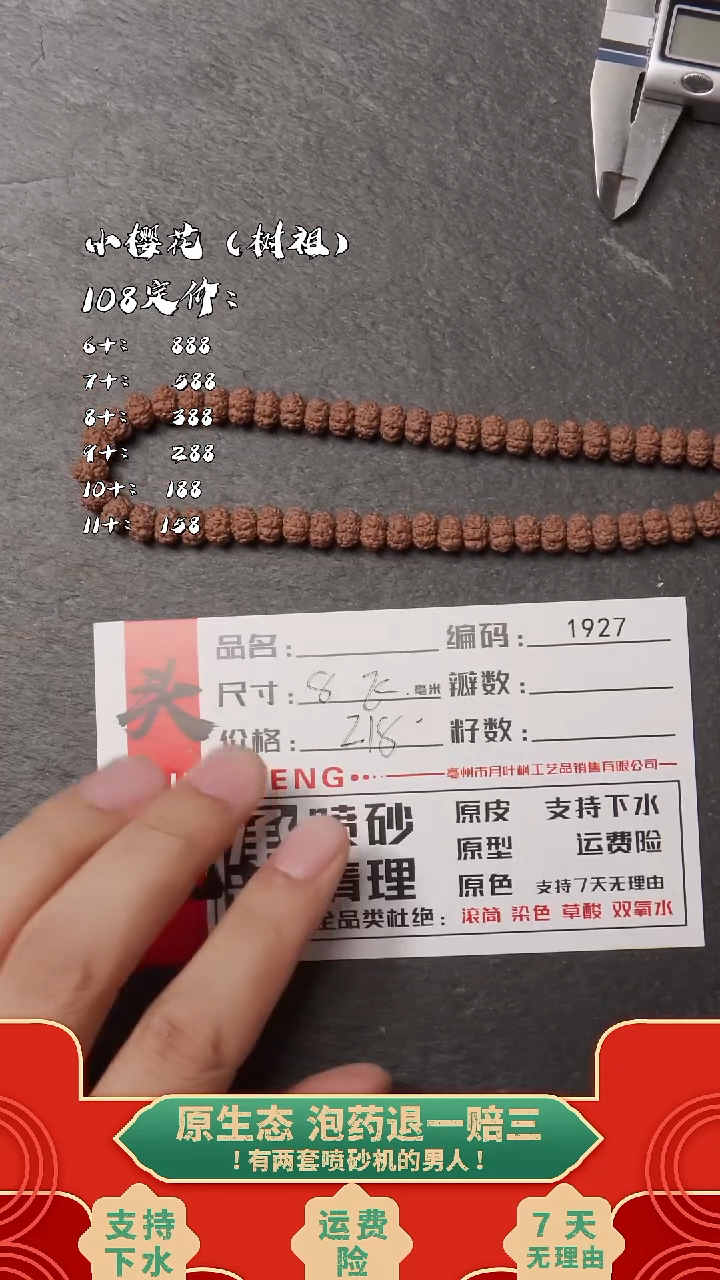 小樱花（树祖）
108定价：
6+： 888
7+： 588
8+： 388
9+： 288
10+： 188
11+： 158
头
品名： 编码：1927
尺寸：8 .毫米 瓣数：
价格：218 籽数：
ENG
亳州市月叶树工艺品销售有限公司
承 喷砂
清理
原皮 支持下水
原型 运费险
原色 支持7天无理由
全品类杜绝：滚筒 染色 草酸 双氧水
原生态 泡药退一赔三
！有两套喷砂机的男人！
支持下水
运费险
7天无理由